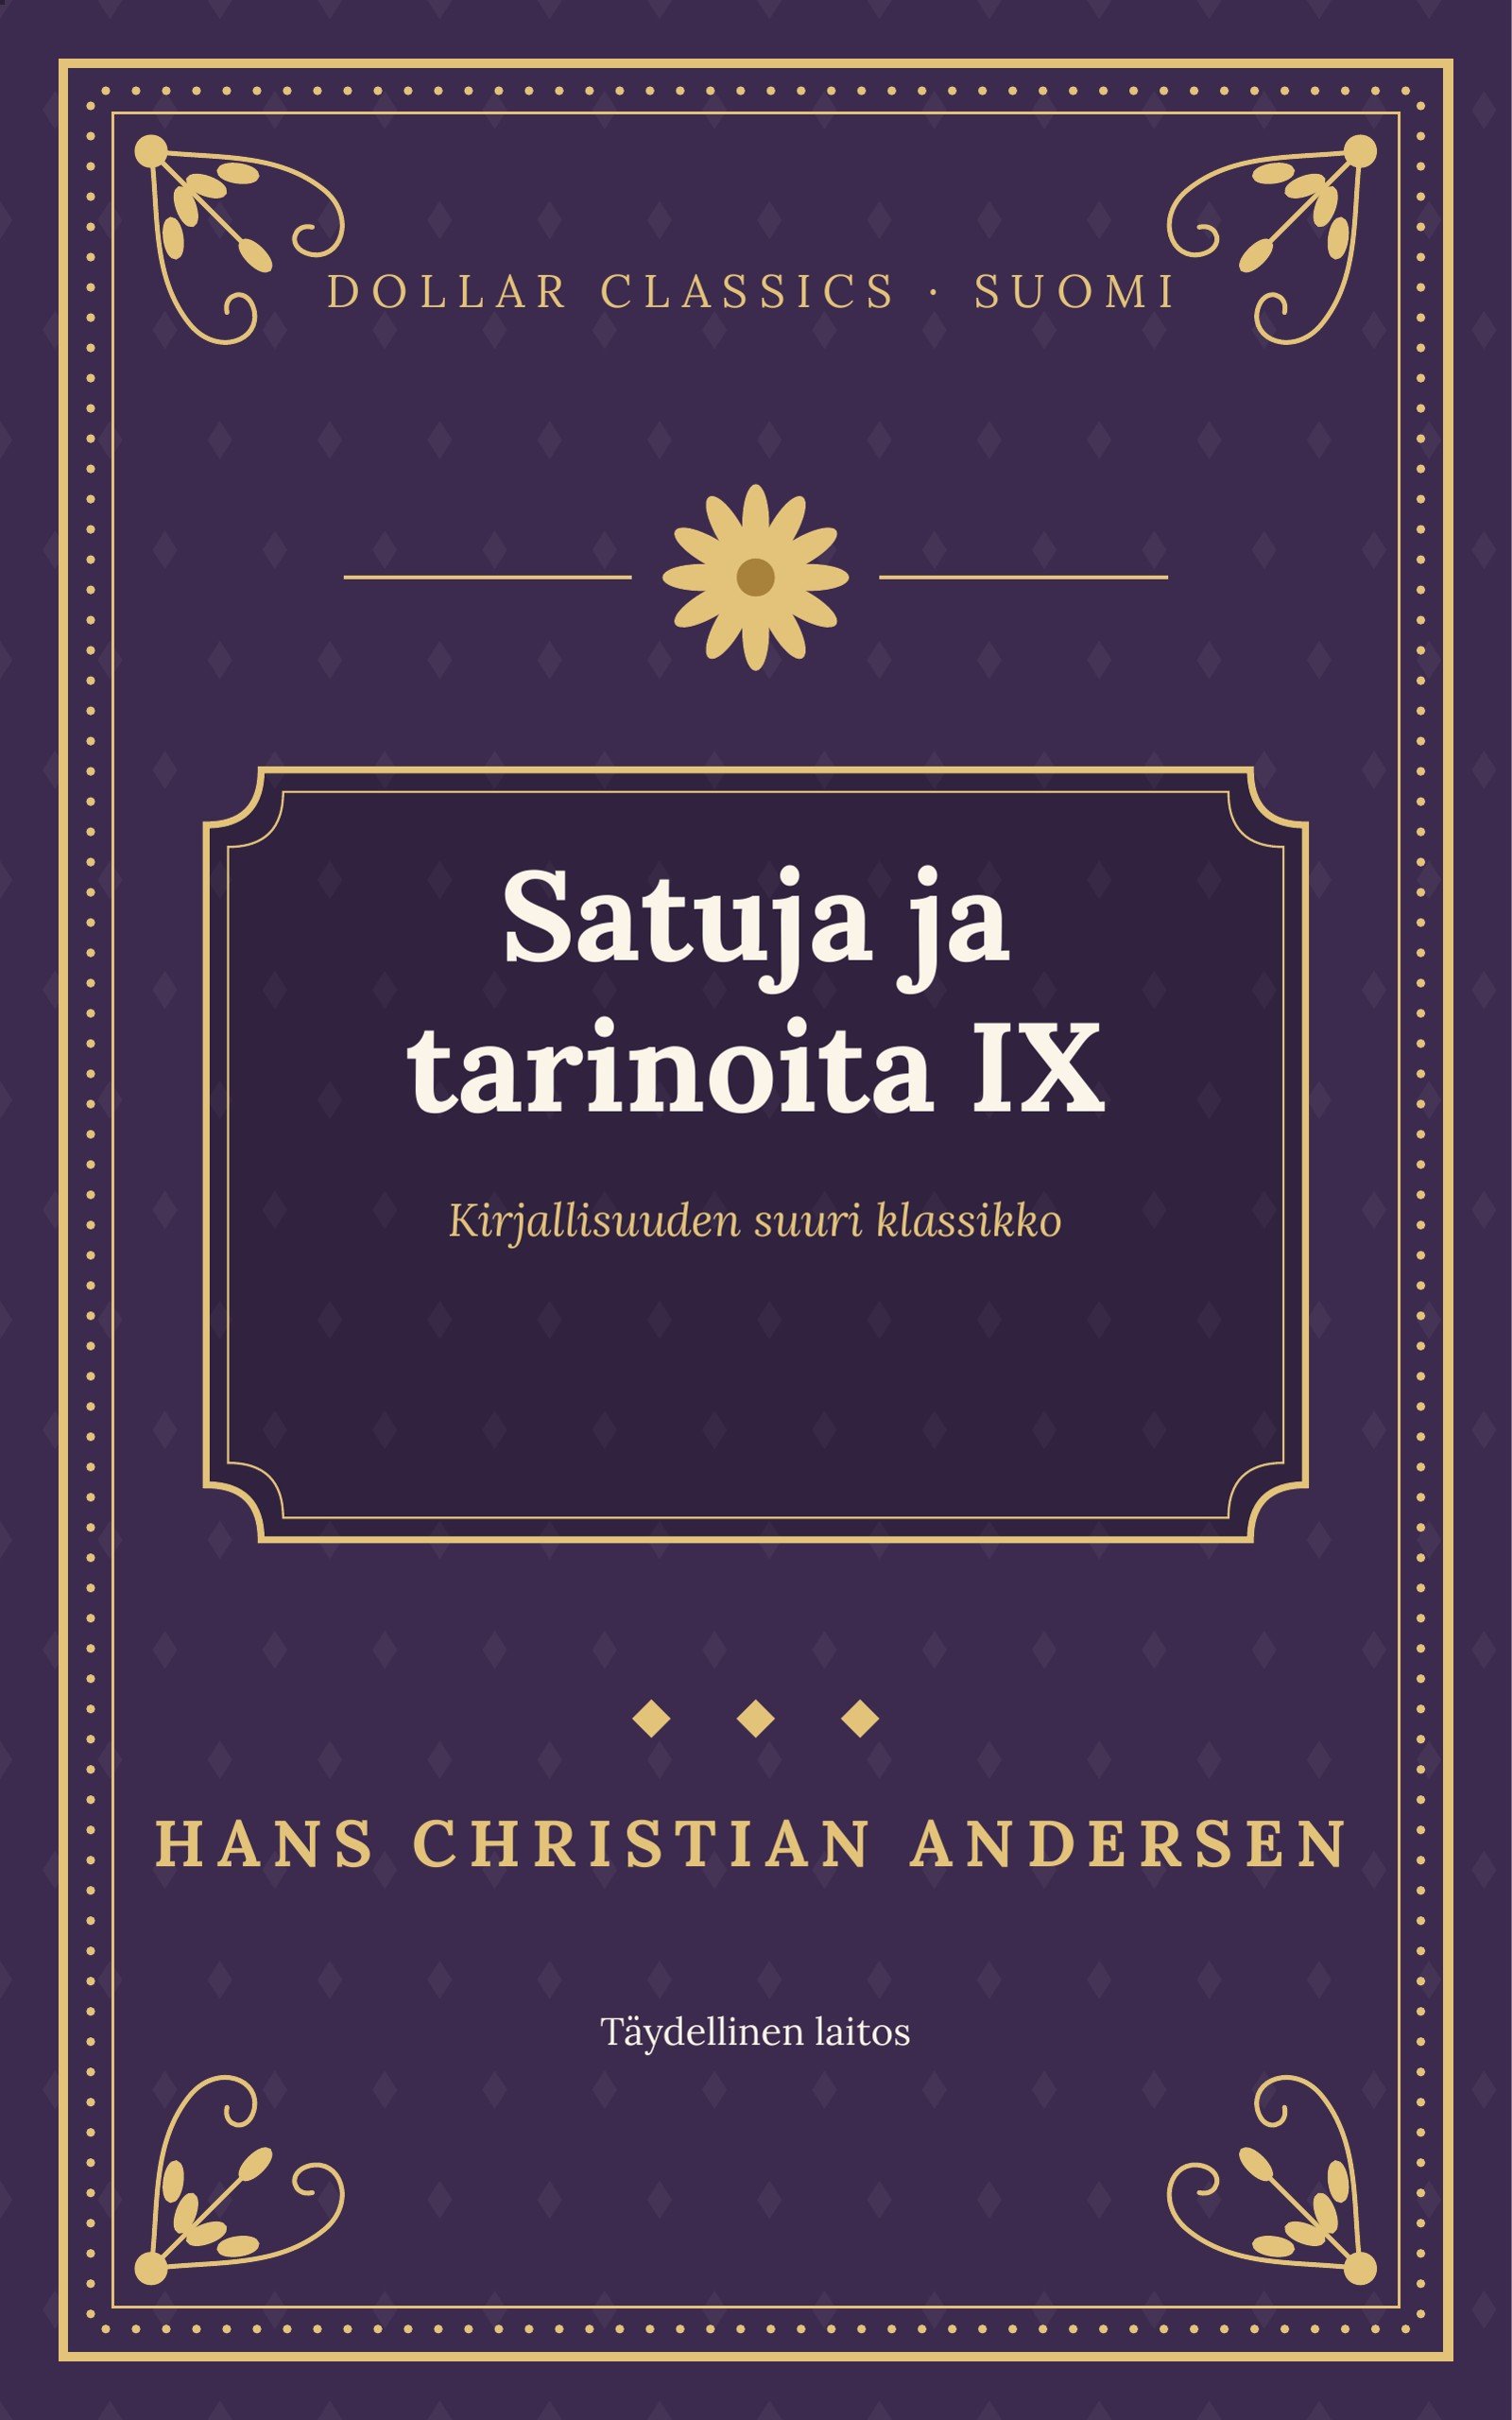 DOLLAR CLASSICS · SUOMI
Satuja ja
tarinoita IX
Kirjallisuuden suuri klassikko
HANS CHRISTIAN ANDERSEN
Täydellinen laitos